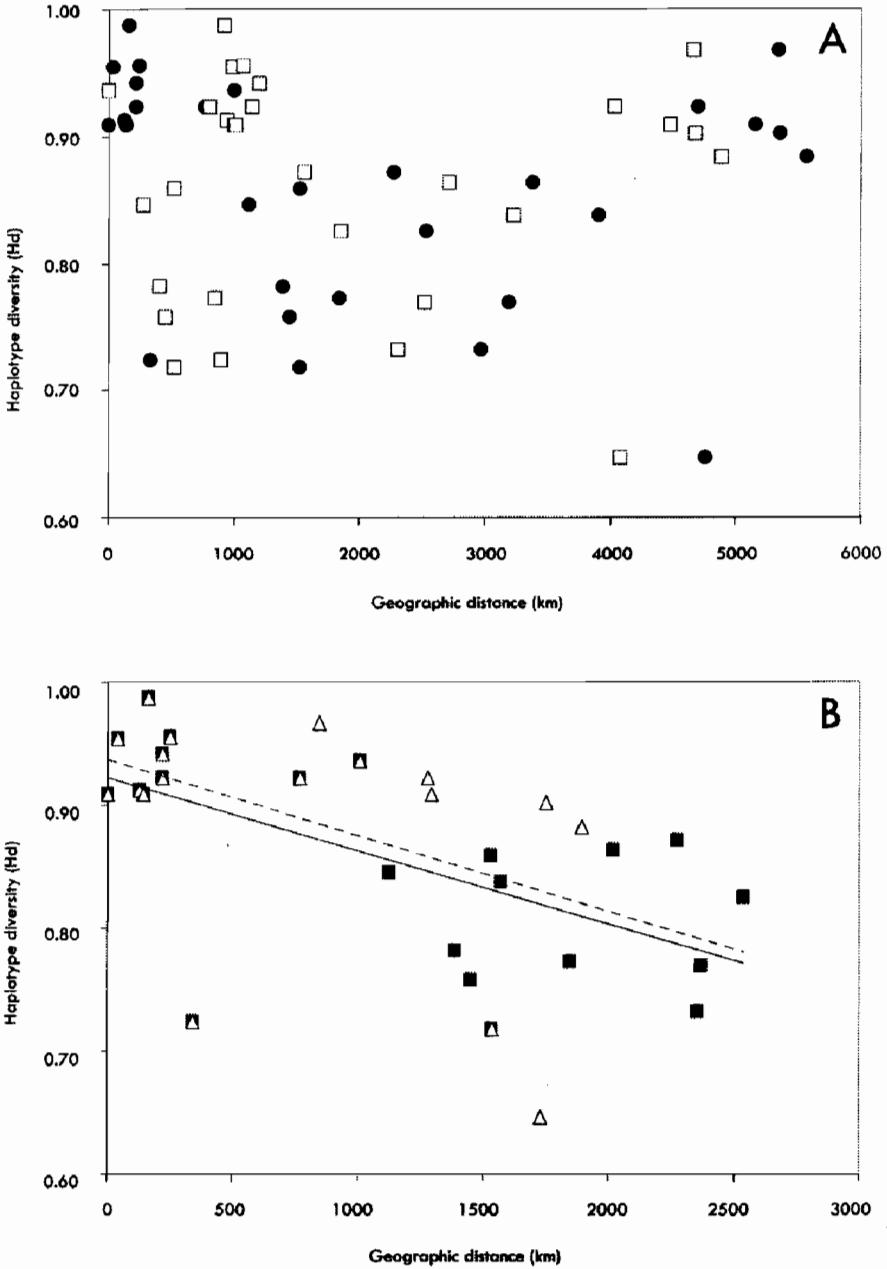 A
1.00
0.90
0.80
0.70
0.60
Haplotype diversity (Hd)
0 1000 2000 3000 4000 5000 6000
Geographic distance (km)
B
1.00
0.90
0.80
0.70
0.60
Haplotype diversity (Hd)
0 500 1000 1500 2000 2500 3000
Geographic distance (km)